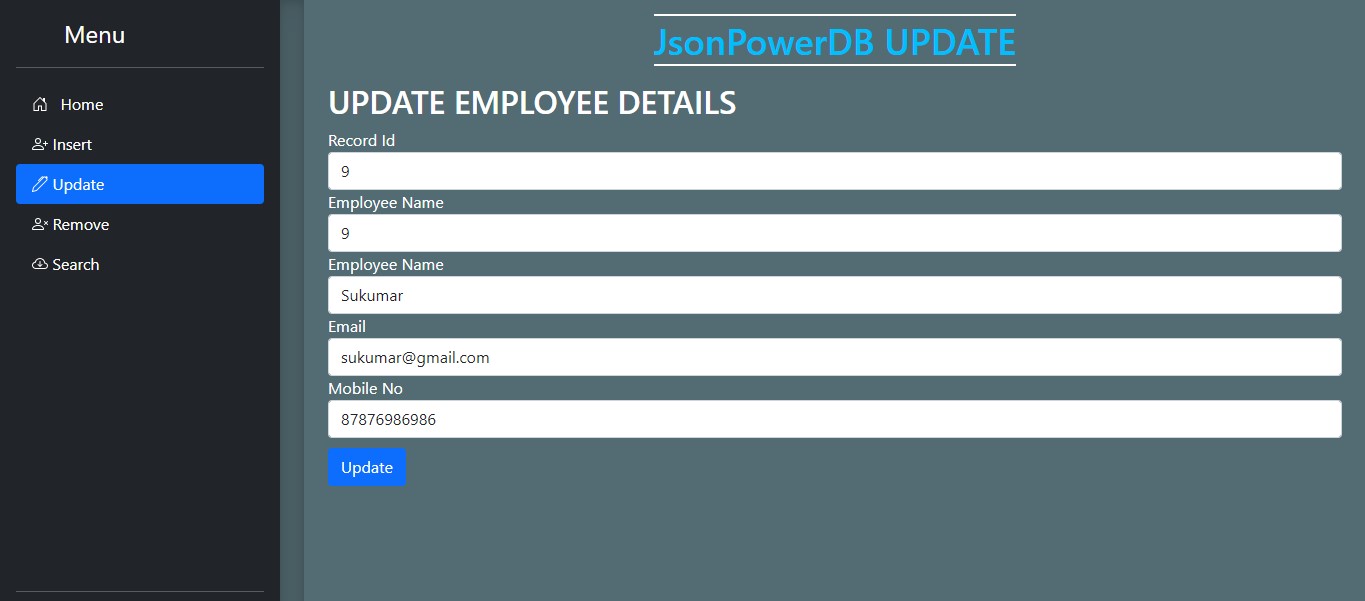 Menu
Home
Insert
Update
Remove
Search
JsonPowerDB UPDATE
UPDATE EMPLOYEE DETAILS
Record Id
9
Employee Name
9
Employee Name
Sukumar
Email
sukumar@gmail.com
Mobile No
87876986986
Update